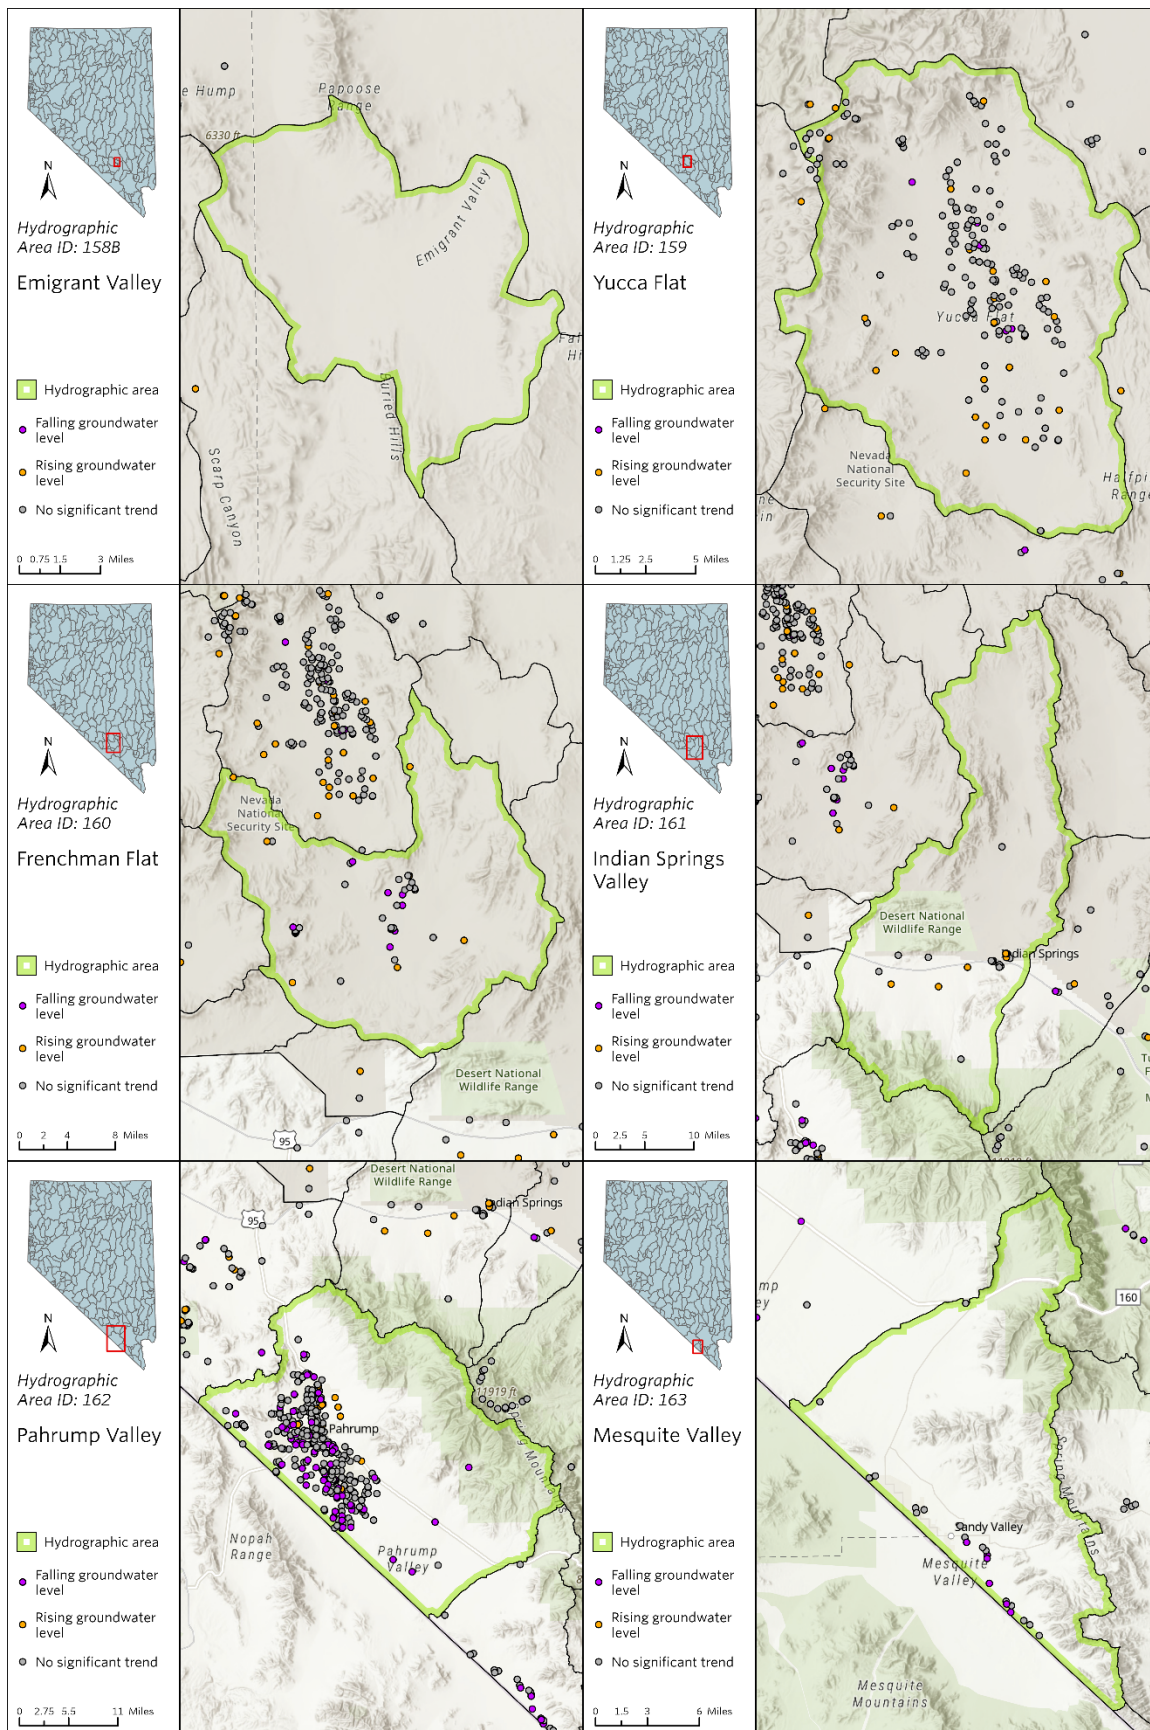 N
Hydrographic
Area ID: 158B
Emigrant Valley
Hydrographic area
Falling groundwater
level
Rising groundwater
level
No significant trend
0 0.75 1.5 3 Miles
e Hump
Papoose
Range
6330 ft
Emigrant Valley
Buried Hills
Scarp Canyon
N
Hydrographic
Area ID: 159
Yucca Flat
Hydrographic area
Falling groundwater
level
Rising groundwater
level
No significant trend
0 1.25 2.5 5 Miles
Yucca Flat
Nevada
National
Security Site
Halfpi
Range
N
Hydrographic
Area ID: 160
Frenchman Flat
Hydrographic area
Falling groundwater
level
Rising groundwater
level
No significant trend
0 2 4 8 Miles
Nevada
National
Security Site
Desert National
Wildlife Range
95
N
Hydrographic
Area ID: 161
Indian Springs
Valley
Hydrographic area
Falling groundwater
level
Rising groundwater
level
No significant trend
0 2.5 5 10 Miles
Desert National
Wildlife Range
Indian Springs
N
Hydrographic
Area ID: 162
Pahrump Valley
Hydrographic area
Falling groundwater
level
Rising groundwater
level
No significant trend
0 2.75 5.5 11 Miles
Desert National
Wildlife Range
95
Indian Springs
11919 ft
Spring Mountains
Pahrump
Nopah
Range
Pahrump
Valley
N
Hydrographic
Area ID: 163
Mesquite Valley
Hydrographic area
Falling groundwater
level
Rising groundwater
level
No significant trend
0 1.5 3 6 Miles
160
Spring Mountains
Sandy Valley
Mesquite
Valley
Mesquite
Mountains